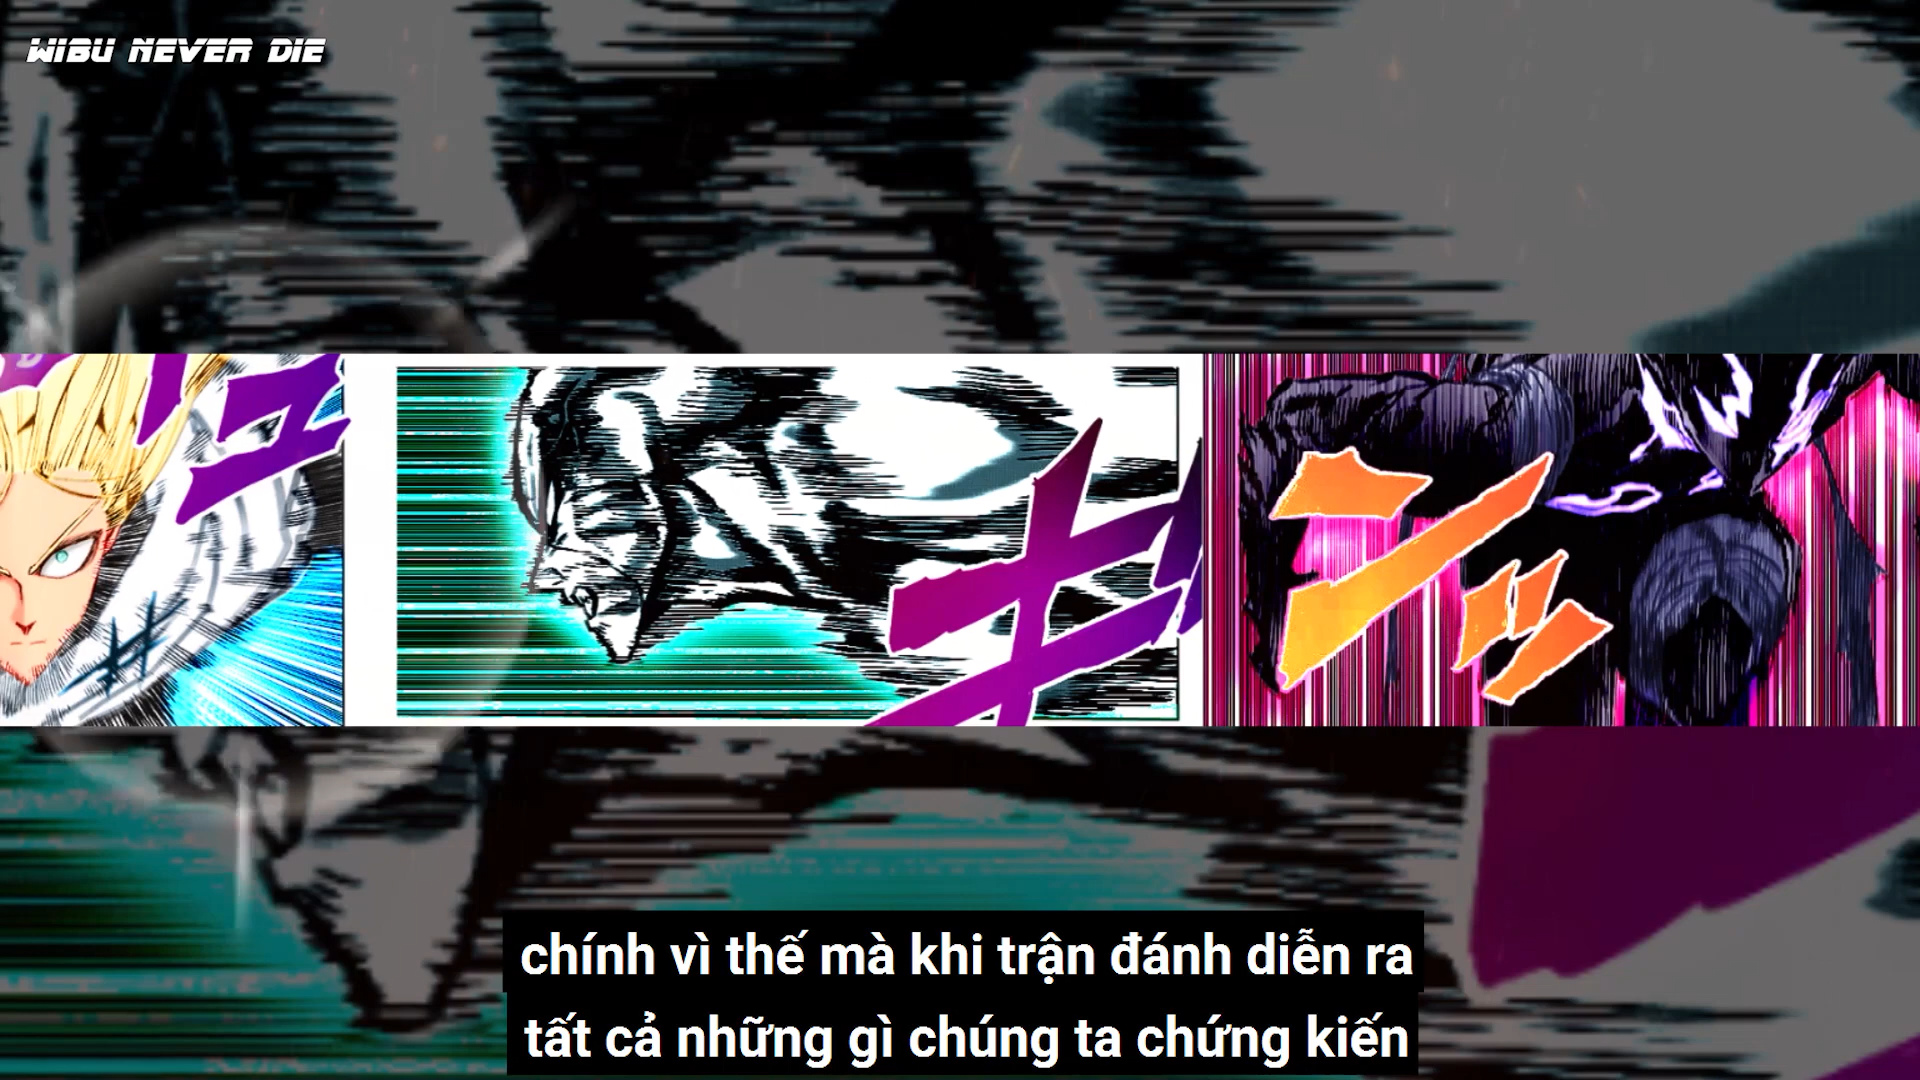 WIBU NEVER DIE
chính vì thế mà khi trận đánh diễn ra
tất cả những gì chúng ta chứng kiến